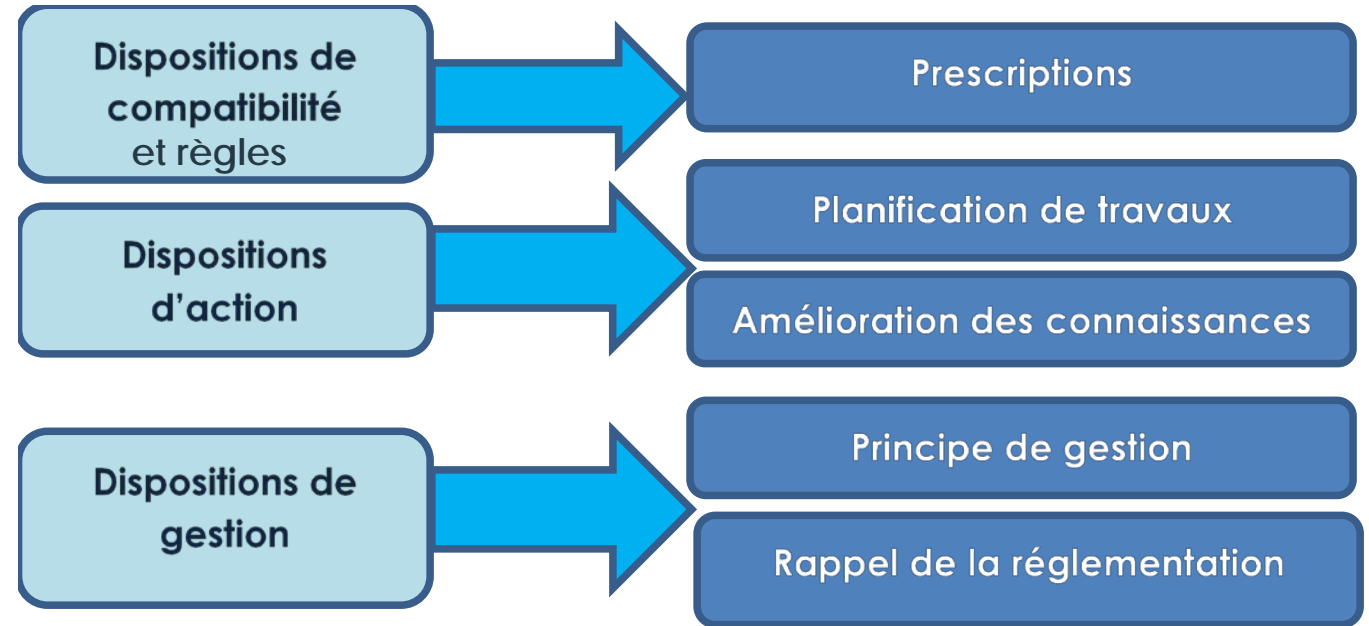 Dispositions de
compatibilité
et règles
Prescriptions
Dispositions
d'action
Planification de travaux
Amélioration des connaissances
Dispositions de
gestion
Principe de gestion
Rappel de la réglementation